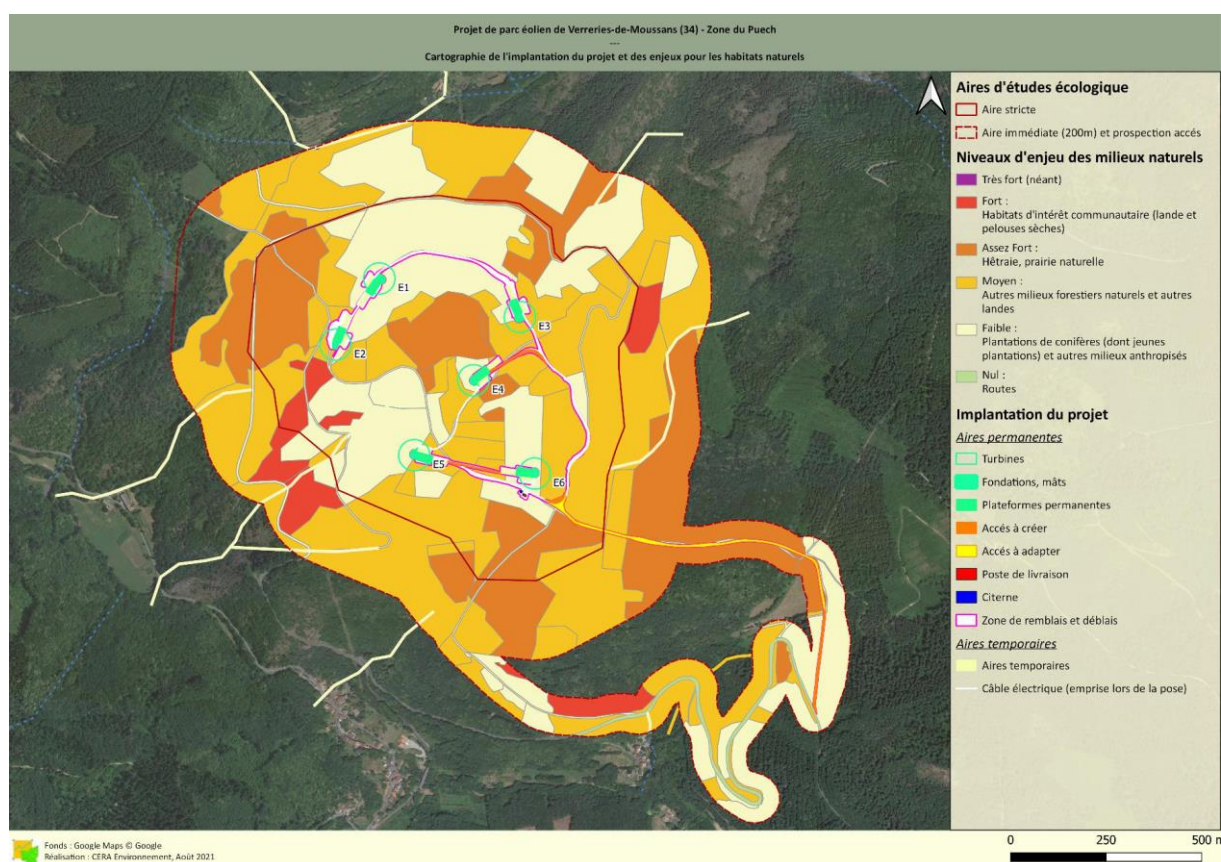 Projet de parc éolien de Verreries-de-Moussans (34) - Zone du Puech
---
Cartographie de l'implantation du projet et des enjeux pour les habitats naturels
E1
E2
E3
E4
E5
E6
Aires d'études écologique
Aire stricte
Aire immédiate (200m) et prospection accés
Niveaux d'enjeu des milieux naturels
Très fort (néant)
Fort :
Habitats d'intérêt communautaire (lande et
pelouses sèches)
Assez Fort :
Hêtraie, prairie naturelle
Moyen :
Autres milieux forestiers naturels et autres
landes
Faible :
Plantations de conifères (dont jeunes
plantations) et autres milieux anthropisés
Nul :
Routes
Implantation du projet
Aires permanentes
Turbines
Fondations, mâts
Plateformes permanentes
Accés à créer
Accés à adapter
Poste de livraison
Citerne
Zone de remblais et déblais
Aires temporaires
Aires temporaires
Câble électrique (emprise lors de la pose)
Fonds : Google Maps © Google
Réalisation : CERA Environnement, Août 2021
0 250 500 m